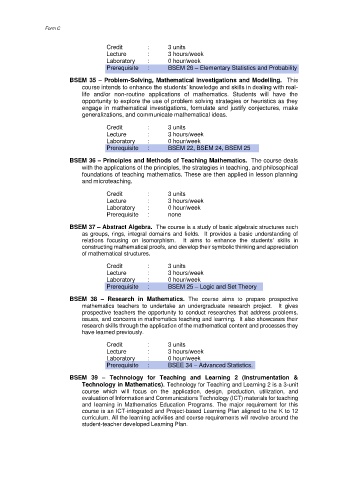 Form C
Credit : 3 units
Lecture : 3 hours/week
Laboratory : 0 hour/week
Prerequisite : BSEM 26 – Elementary Statistics and Probability
BSEM 35 – Problem-Solving, Mathematical Investigations and Modelling. This
course intends to enhance the students' knowledge and skills in dealing with real-
life and/or non-routine applications of mathematics. Students will have the
opportunity to explore the use of problem solving strategies or heuristics as they
engage in mathematical investigations, formulate and justify conjectures, make
generalizations, and communicate mathematical ideas.
Credit : 3 units
Lecture : 3 hours/week
Laboratory : 0 hour/week
Prerequisite : BSEM 22, BSEM 24, BSEM 25
BSEM 36 – Principles and Methods of Teaching Mathematics. The course deals
with the applications of the principles, the strategies in teaching, and philosophical
foundations of teaching mathematics. These are then applied in lesson planning
and microteaching.
Credit : 3 units
Lecture : 3 hours/week
Laboratory : 0 hour/week
Prerequisite : none
BSEM 37 – Abstract Algebra. The course is a study of basic algebraic structures such
as groups, rings, integral domains and fields. It provides a basic understanding of
relations focusing on isomorphism. It aims to enhance the students' skills in
constructing mathematical proofs, and develop their symbolic thinking and appreciation
of mathematical structures.
Credit : 3 units
Lecture : 3 hours/week
Laboratory : 0 hour/week
Prerequisite : BSEM 25 – Logic and Set Theory
BSEM 38 – Research in Mathematics. The course aims to prepare prospective
mathematics teachers to undertake an undergraduate research project. It gives
prospective teachers the opportunity to conduct researches that address problems,
issues, and concerns in mathematics teaching and learning. It also showcases their
research skills through the application of the mathematical content and processes they
have learned previously.
Credit : 3 units
Lecture : 3 hours/week
Laboratory : 0 hour/week
Prerequisite : BSEE 34 – Advanced Statistics.
BSEM 39 – Technology for Teaching and Learning 2 (Instrumentation &
Technology in Mathematics). Technology for Teaching and Learning 2 is a 3-unit
course which will focus on the application, design, production, utilization, and
evaluation of Information and Communications Technology (ICT) materials for teaching
and learning in Mathematics Education Programs. The major requirement for this
course is an ICT-integrated and Project-based Learning Plan aligned to the K to 12
curriculum. All the learning activities and course requirements will revolve around the
student-teacher developed Learning Plan.